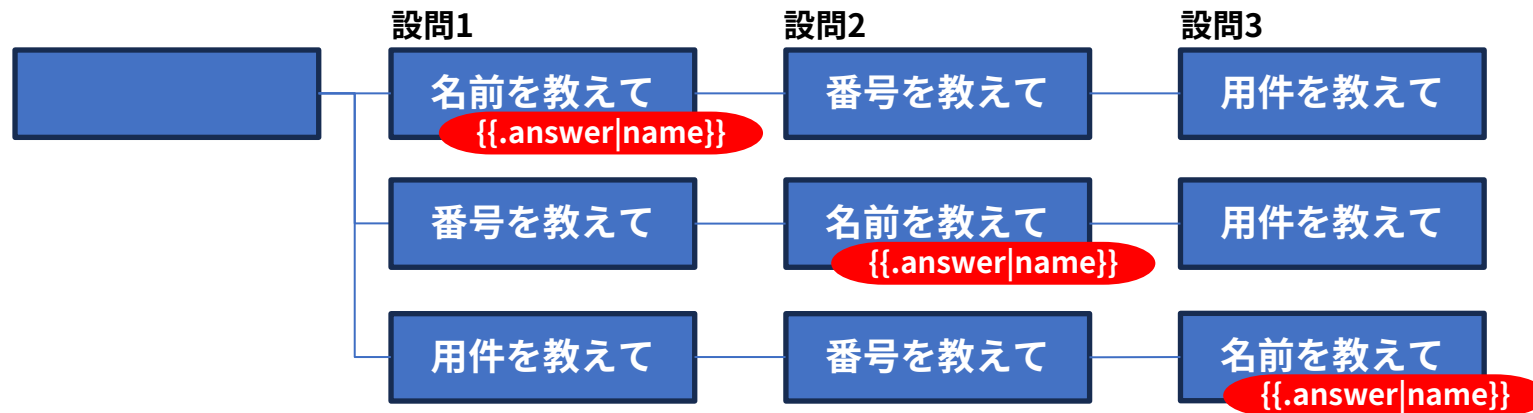 設問1
設問2
設問3
名前を教えて
番号を教えて
用件を教えて
{{.answer|name}}
番号を教えて
名前を教えて
用件を教えて
{{.answer|name}}
用件を教えて
番号を教えて
名前を教えて
{{.answer|name}}